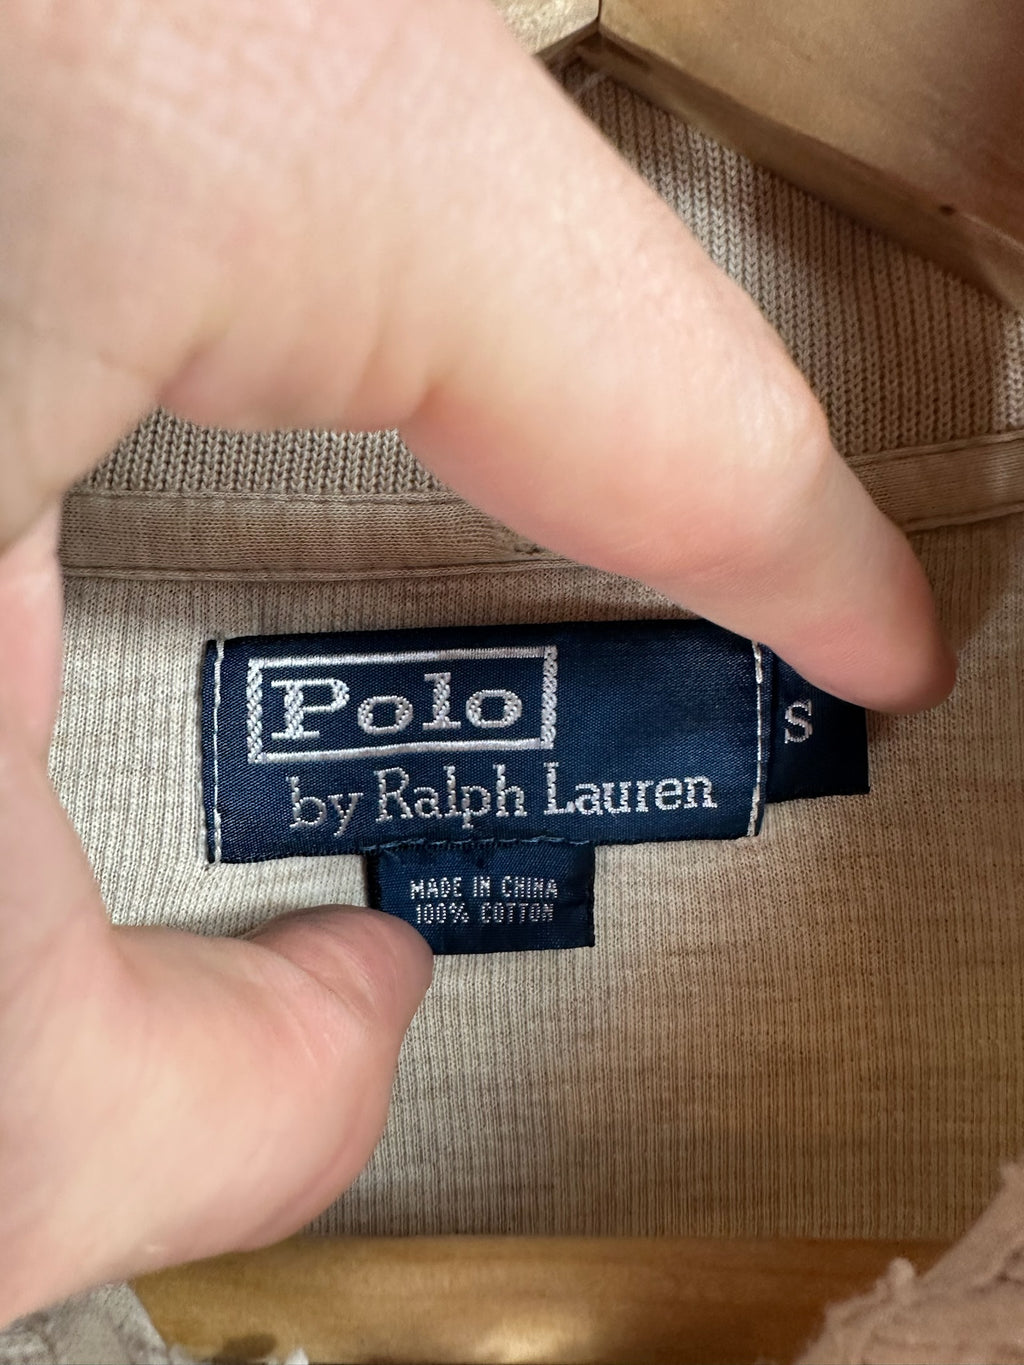 Polo
by Ralph Lauren
S
MADE IN CHINA
100% COTTON